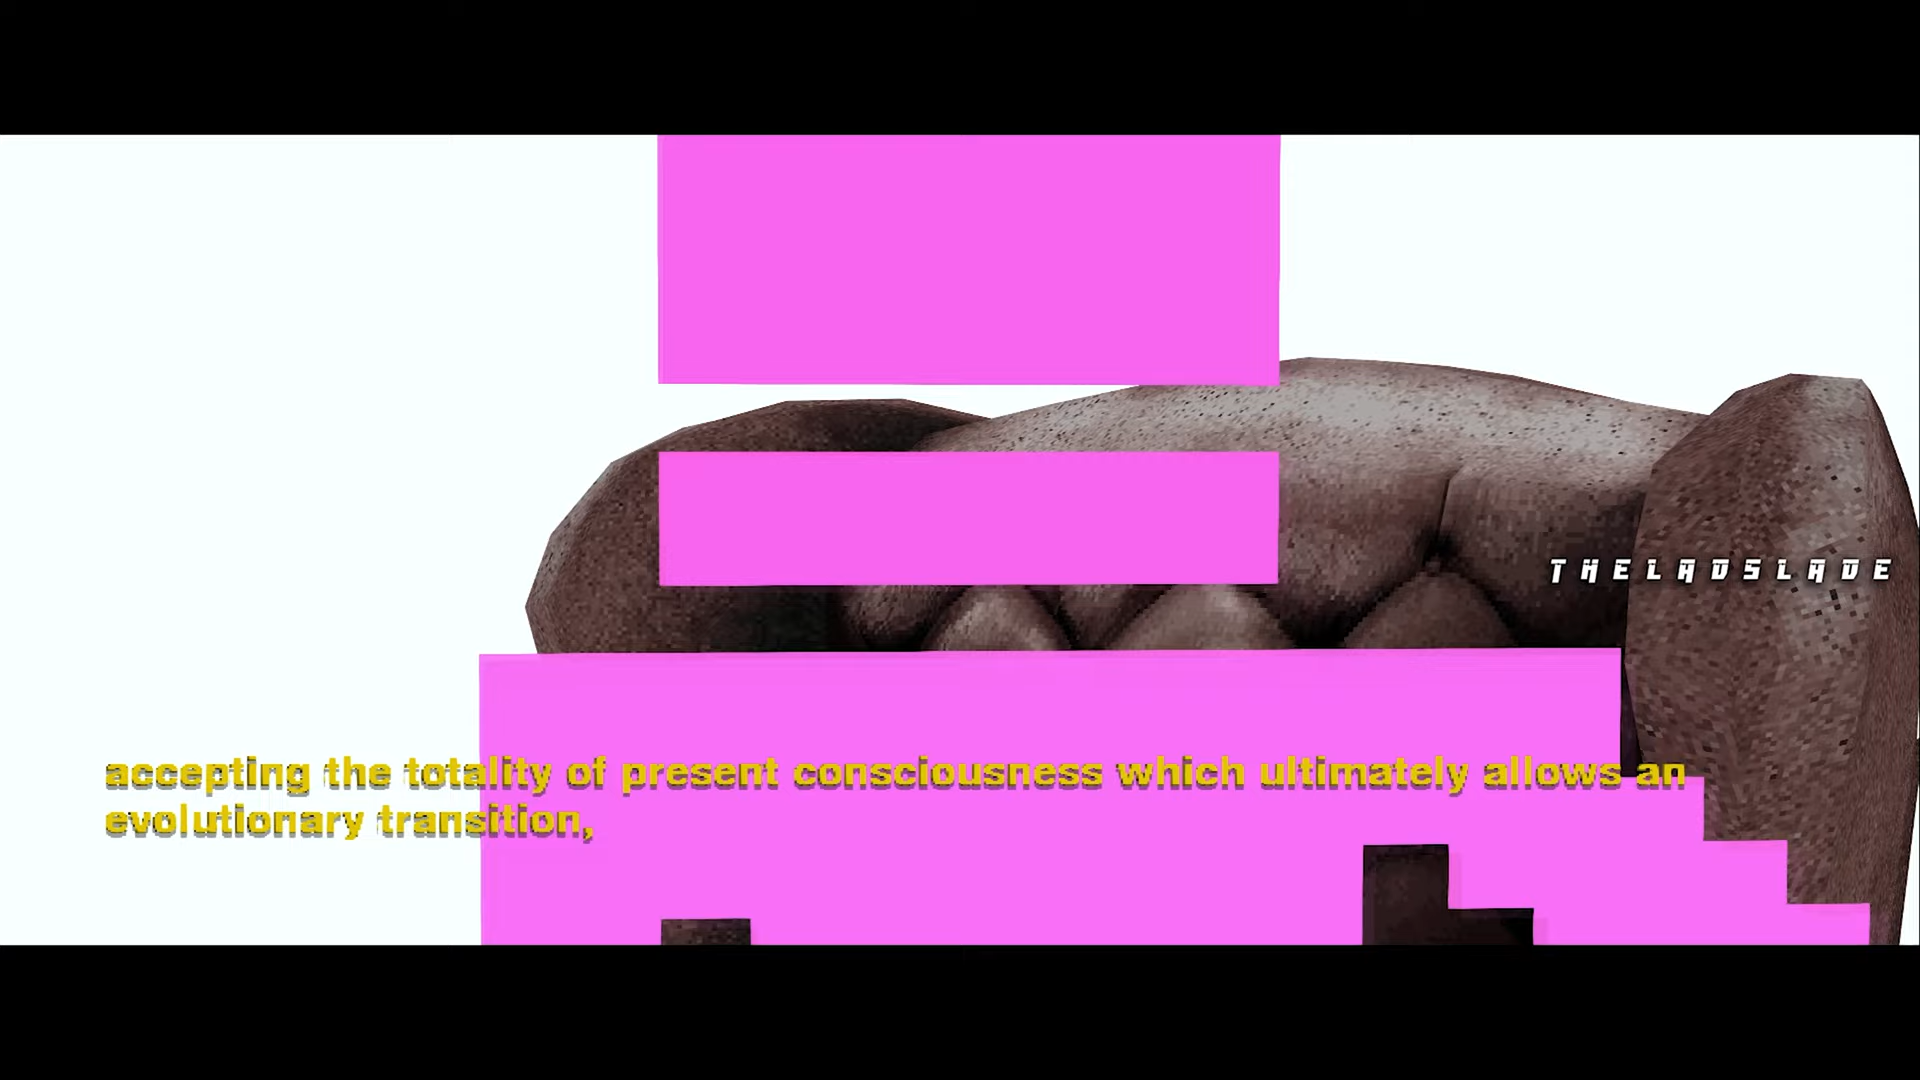 THELADSLADE
accepting the totality of present consciousness which ultimately allows an
evolutionary transition,